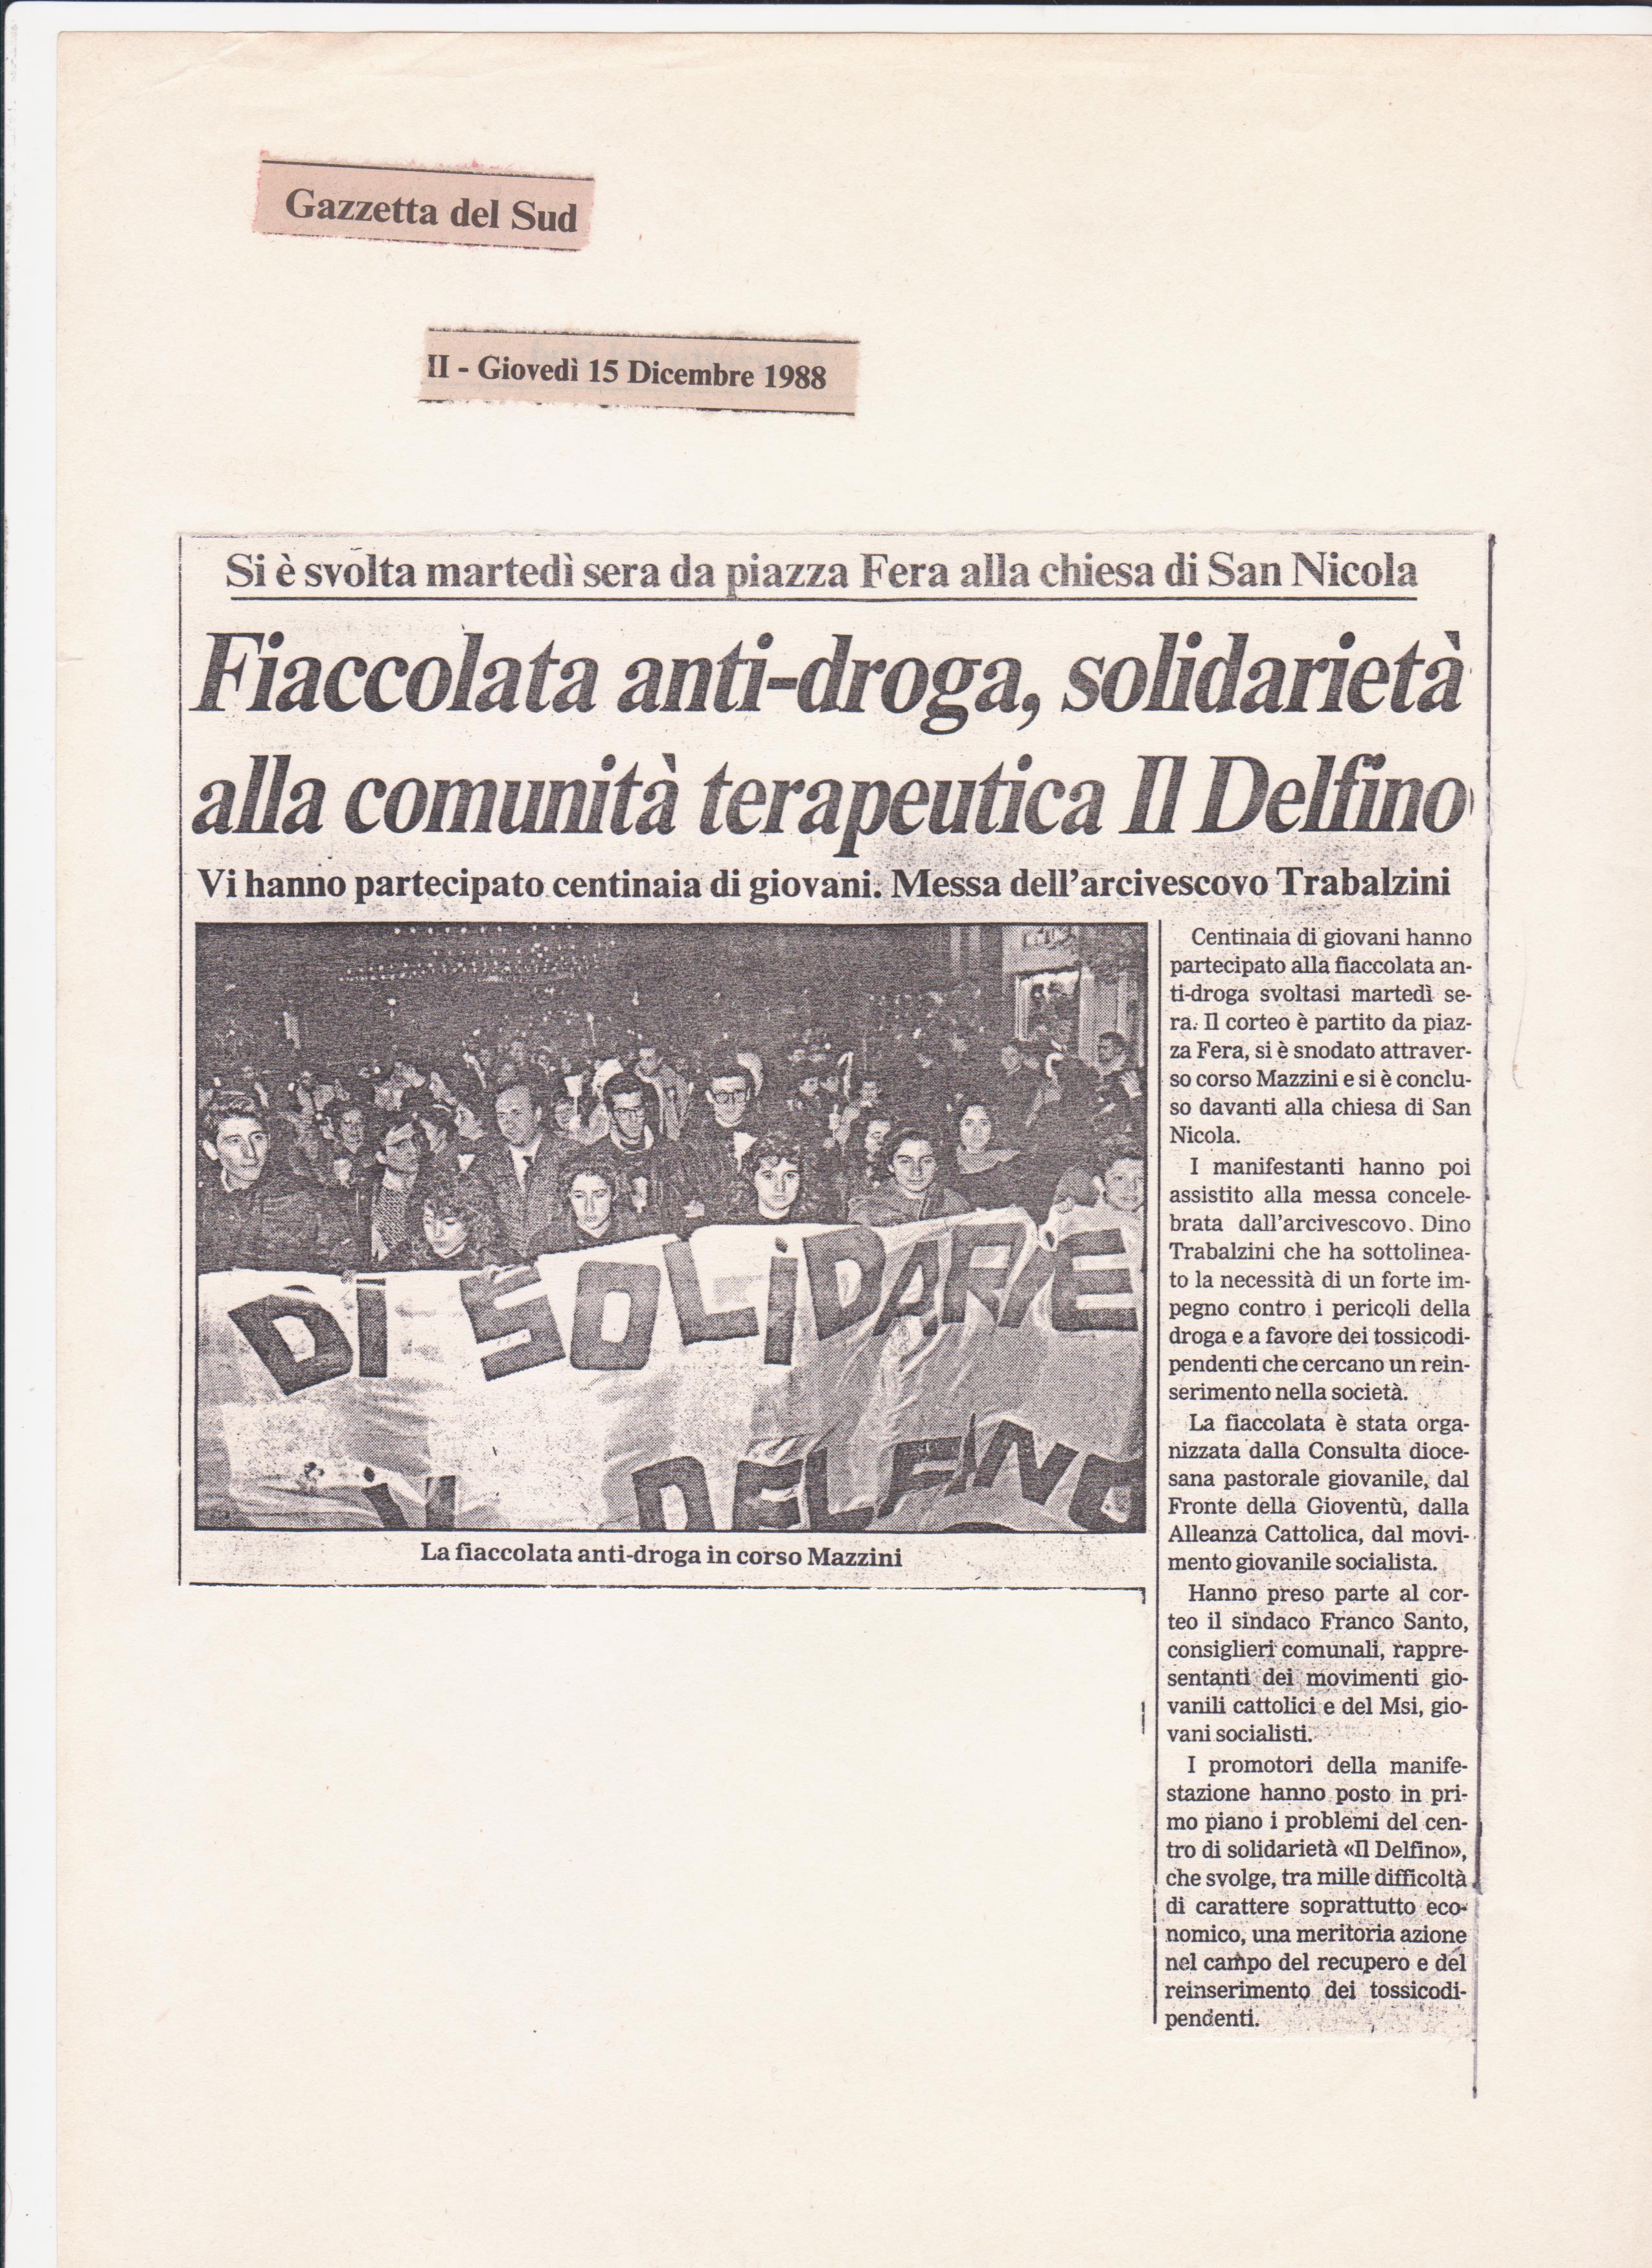 Gazzetta del Sud
II - Giovedì 15 Dicembre 1988
Si è svolta martedì sera da piazza Fera alla chiesa di San Nicola
Fiaccolata anti-droga, solidarietà
alla comunità terapeutica Il Delfino
Vi hanno partecipato centinaia di giovani. Messa dell'arcivescovo Trabalzini
DI SOLIDARIE
DELFINO
La fiaccolata anti-droga in corso Mazzini
Centinaia di giovani hanno
partecipato alla fiaccolata an-
ti-droga svoltasi martedì se-
ra. Il corteo è partito da piaz-
za Fera, si è snodato attraver-
so corso Mazzini e si è conclu-
so davanti alla chiesa di San
Nicola.
I manifestanti hanno poi
assistito alla messa concele-
brata dall'arcivescovo Dino
Trabalzini che ha sottolinea-
to la necessità di un forte im-
pegno contro i pericoli della
droga e a favore dei tossicodi-
pendenti che cercano un rein-
serimento nella società.
La fiaccolata è stata orga-
nizzata dalla Consulta dioce-
sana pastorale giovanile, dal
Fronte della Gioventù, dalla
Alleanza Cattolica, dal movi-
mento giovanile socialista.
Hanno preso parte al cor-
teo il sindaco Franco Santo,
consiglieri comunali, rappre-
sentanti dei movimenti gio-
vanili cattolici e del Msi, gio-
vani socialisti.
I promotori della manife-
stazione hanno posto in pri-
mo piano i problemi del cen-
tro di solidarietà «Il Delfino»,
che svolge, tra mille difficoltà
di carattere soprattutto eco-
nomico, una meritoria azione
nel campo del recupero e del
reinserimento dei tossicodi-
pendenti.